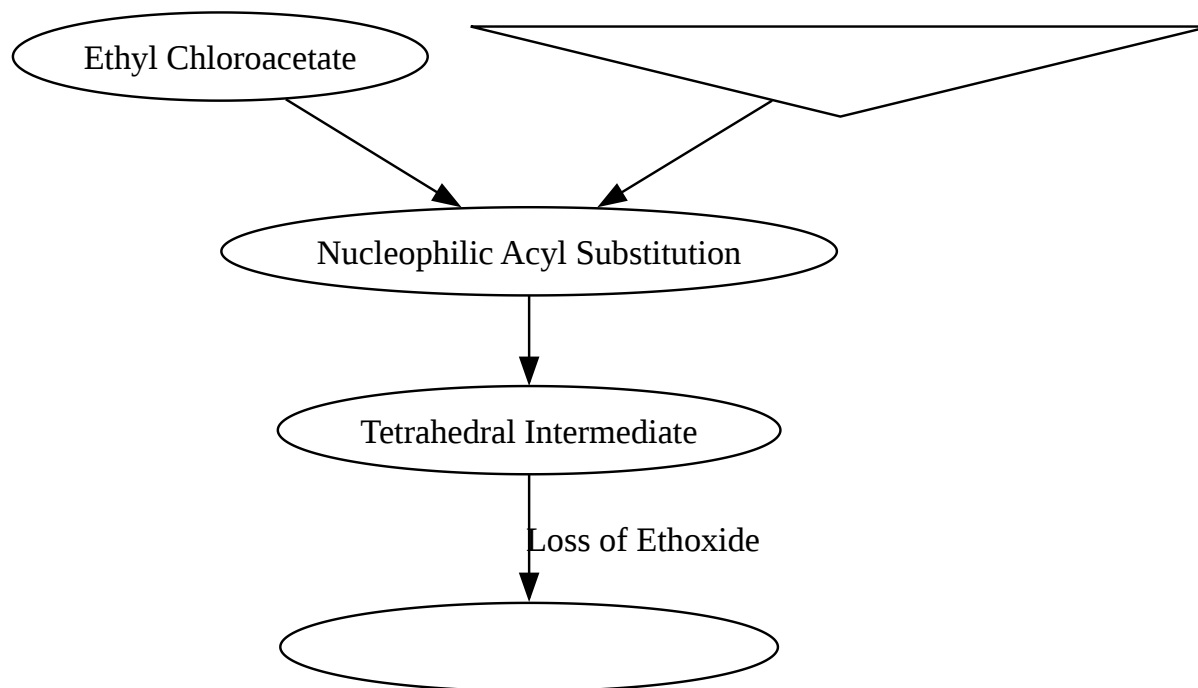 Ethyl Chloroacetate
Nucleophilic Acyl Substitution
Tetrahedral Intermediate
Loss of Ethoxide